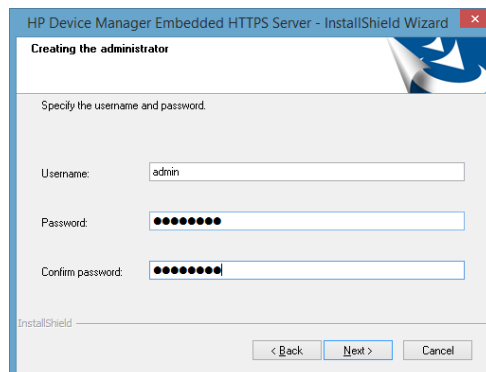 HP Device Manager Embedded HTTPS Server - InstallShield Wizard
Creating the administrator
Specify the username and password.
Username: admin
Password: ●●●●●●●●
Confirm password: ●●●●●●●●
InstallShield
< Back Next > Cancel